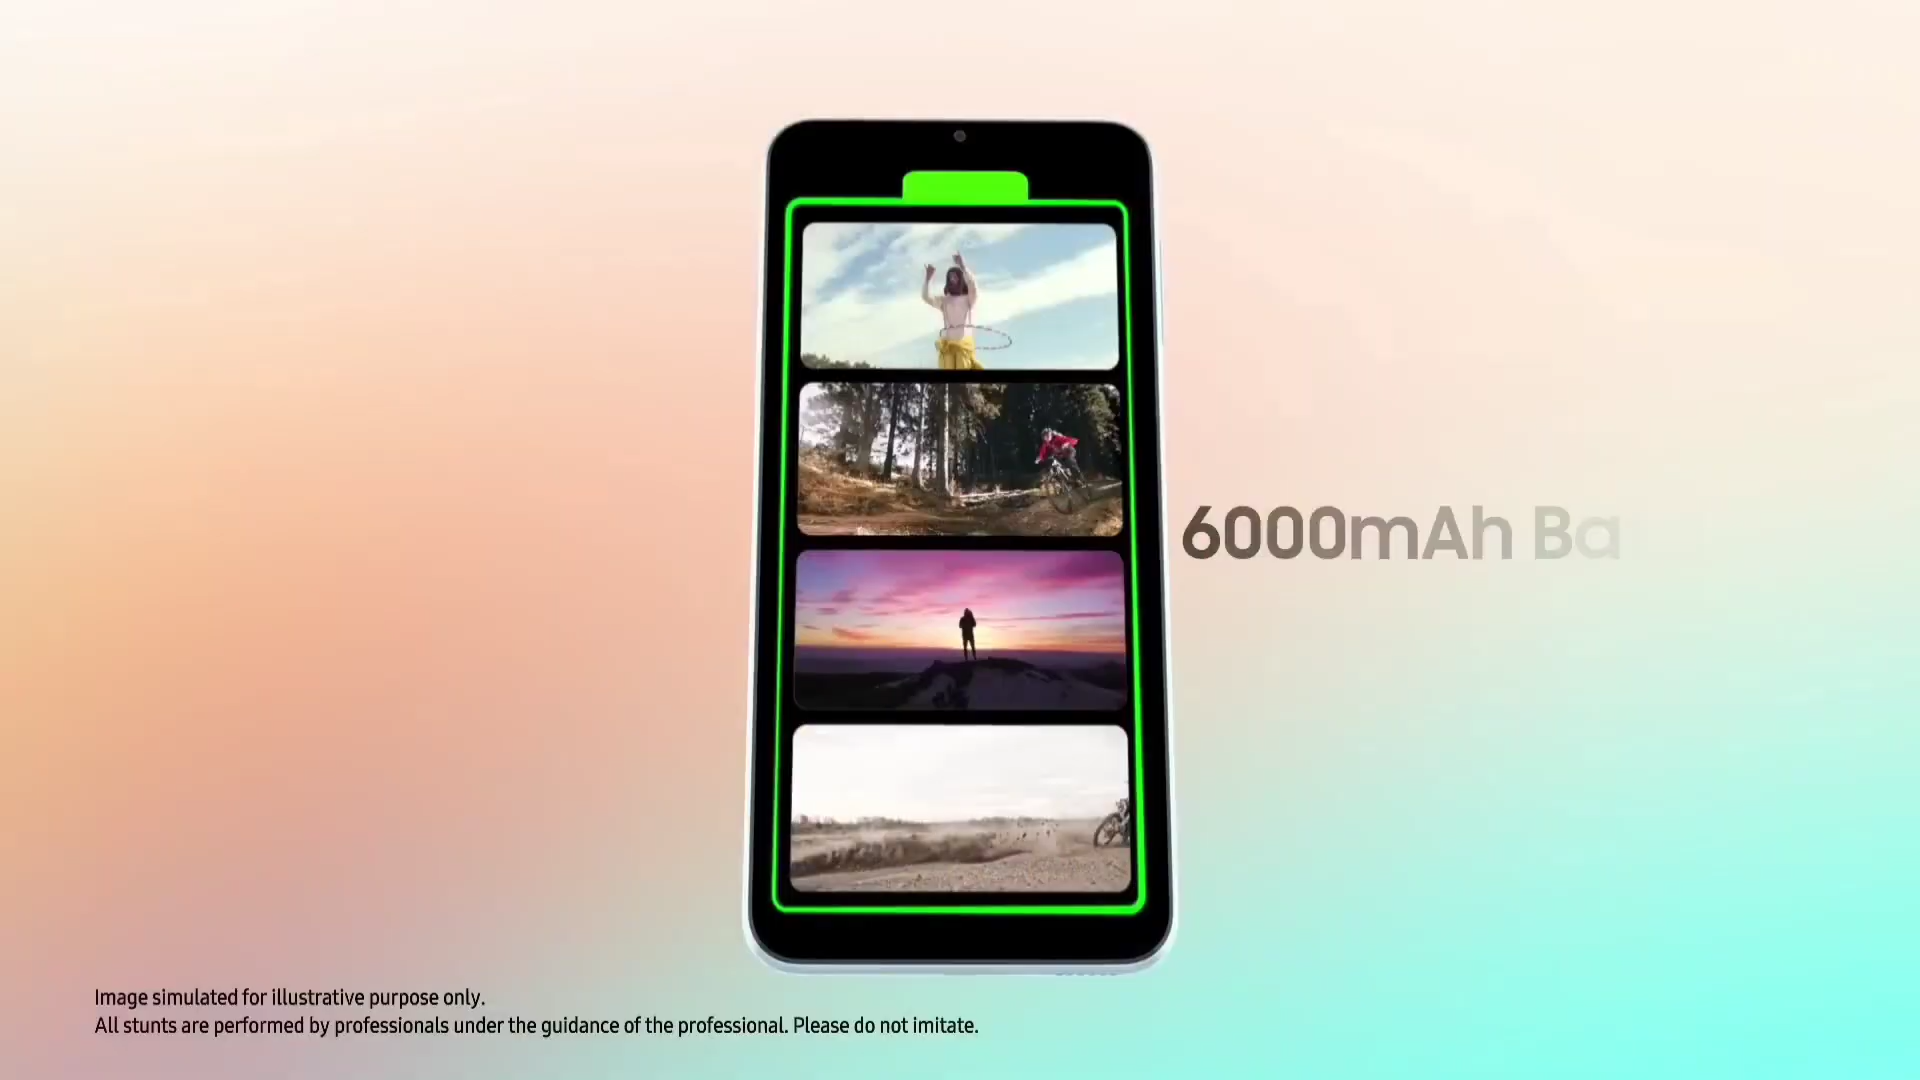 6000mAh Ba
Image simulated for illustrative purpose only.
All stunts are performed by professionals under the guidance of the professional. Please do not imitate.